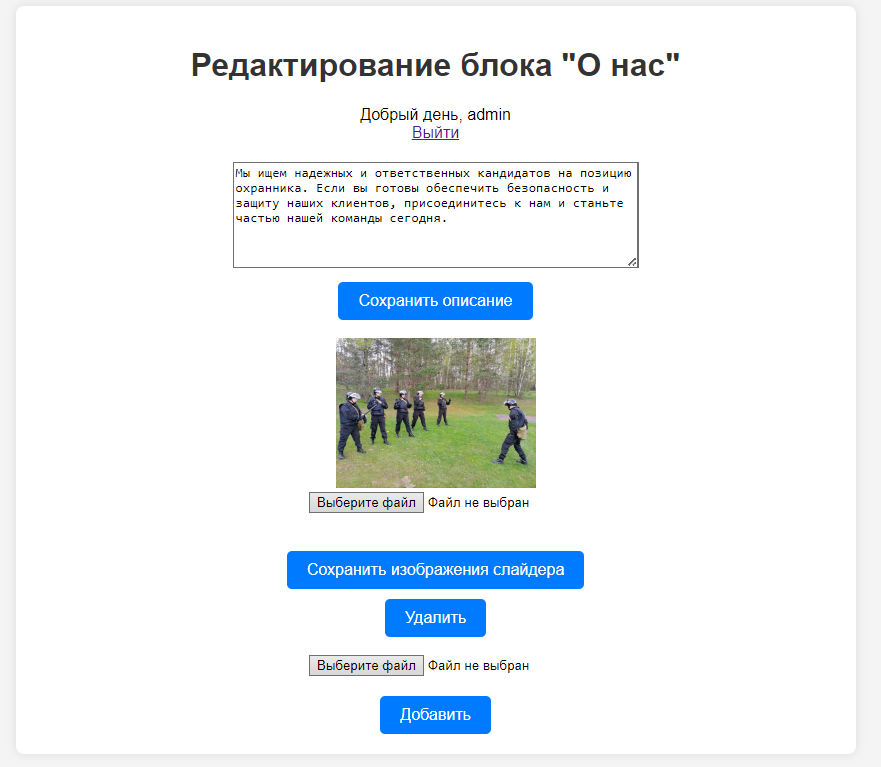 Редактирование блока "О нас"
Добрый день, admin
Выйти
Мы ищем надежных и ответственных кандидатов на позицию
охранника. Если вы готовы обеспечить безопасность и
защиту наших клиентов, присоединитесь к нам и станьте
частью нашей команды сегодня.
Сохранить описание
Выберите файл Файл не выбран
Сохранить изображения слайдера
Удалить
Выберите файл Файл не выбран
Добавить